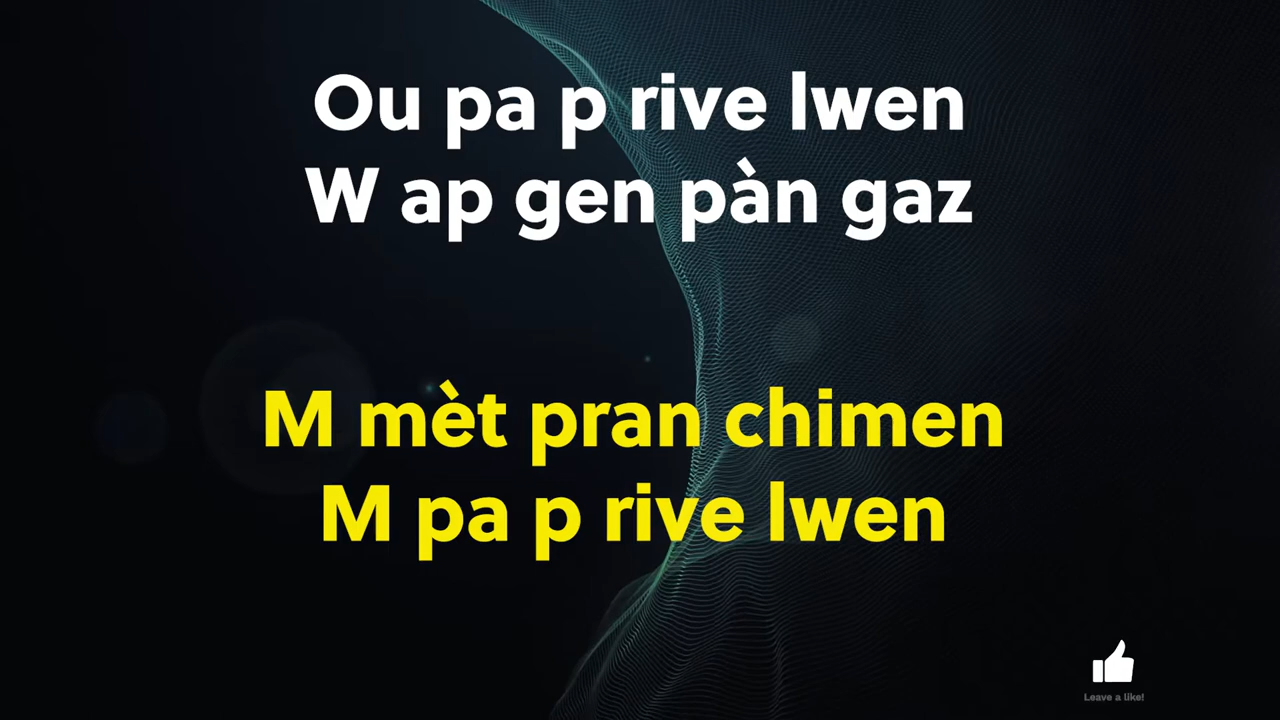 Ou pa p rive lwen
W ap gen pàn gaz
M mèt pran chimen
M pa p rive lwen
Leave a like!